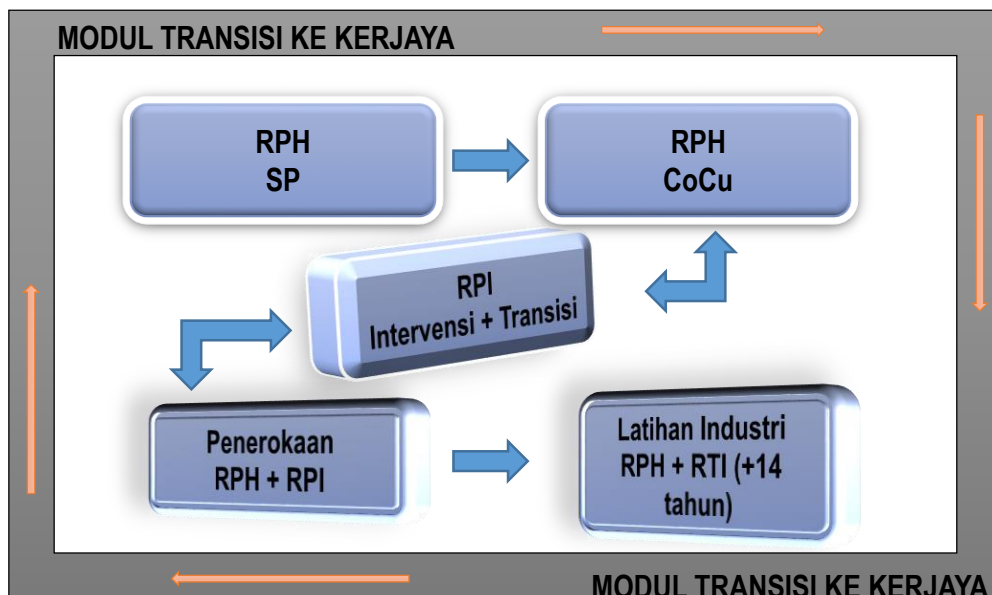 MODUL TRANSISI KE KERJAYA
RPH
SP
RPH
CoCu
RPI
Intervensi + Transisi
Penerokaan
RPH + RPI
Latihan Industri
RPH + RTI (+14
tahun)
MODUL TRANSISI KE KERJAYA